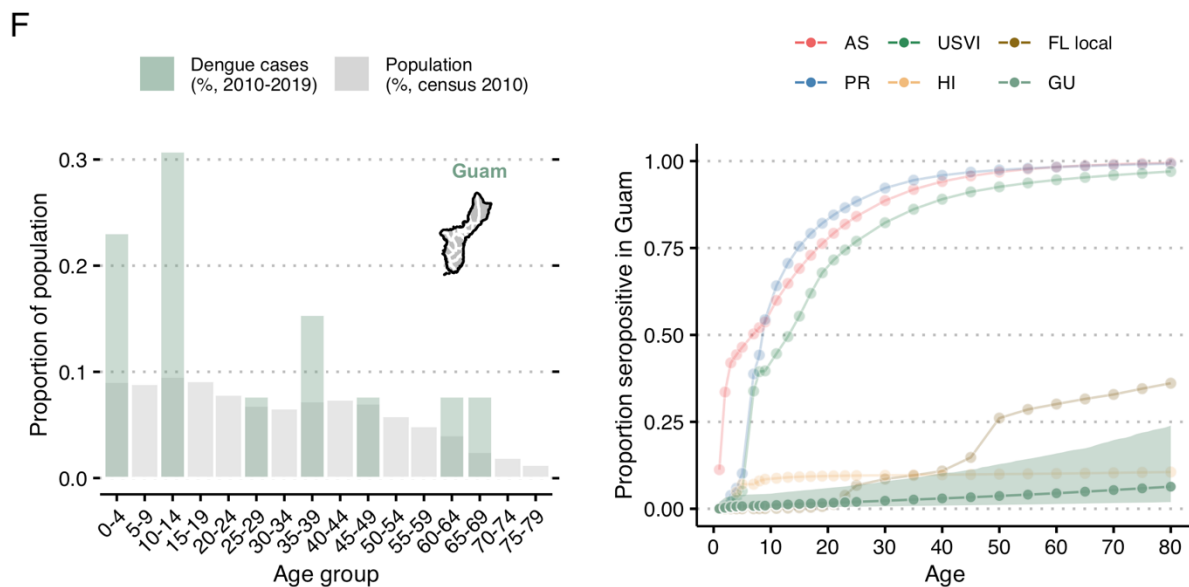 F
Dengue cases
(%, 2010-2019)
Population
(%, census 2010)
Guam
Proportion of population
0.3
0.2
0.1
0.0
0-4
5-9
10-14
15-19
20-24
25-29
30-34
35-39
40-44
45-49
50-54
55-59
60-64
65-69
70-74
75-79
Age group
AS
USVI
FL local
PR
HI
GU
Proportion seropositive in Guam
1.00
0.75
0.50
0.25
0.00
0
10
20
30
40
50
60
70
80
Age